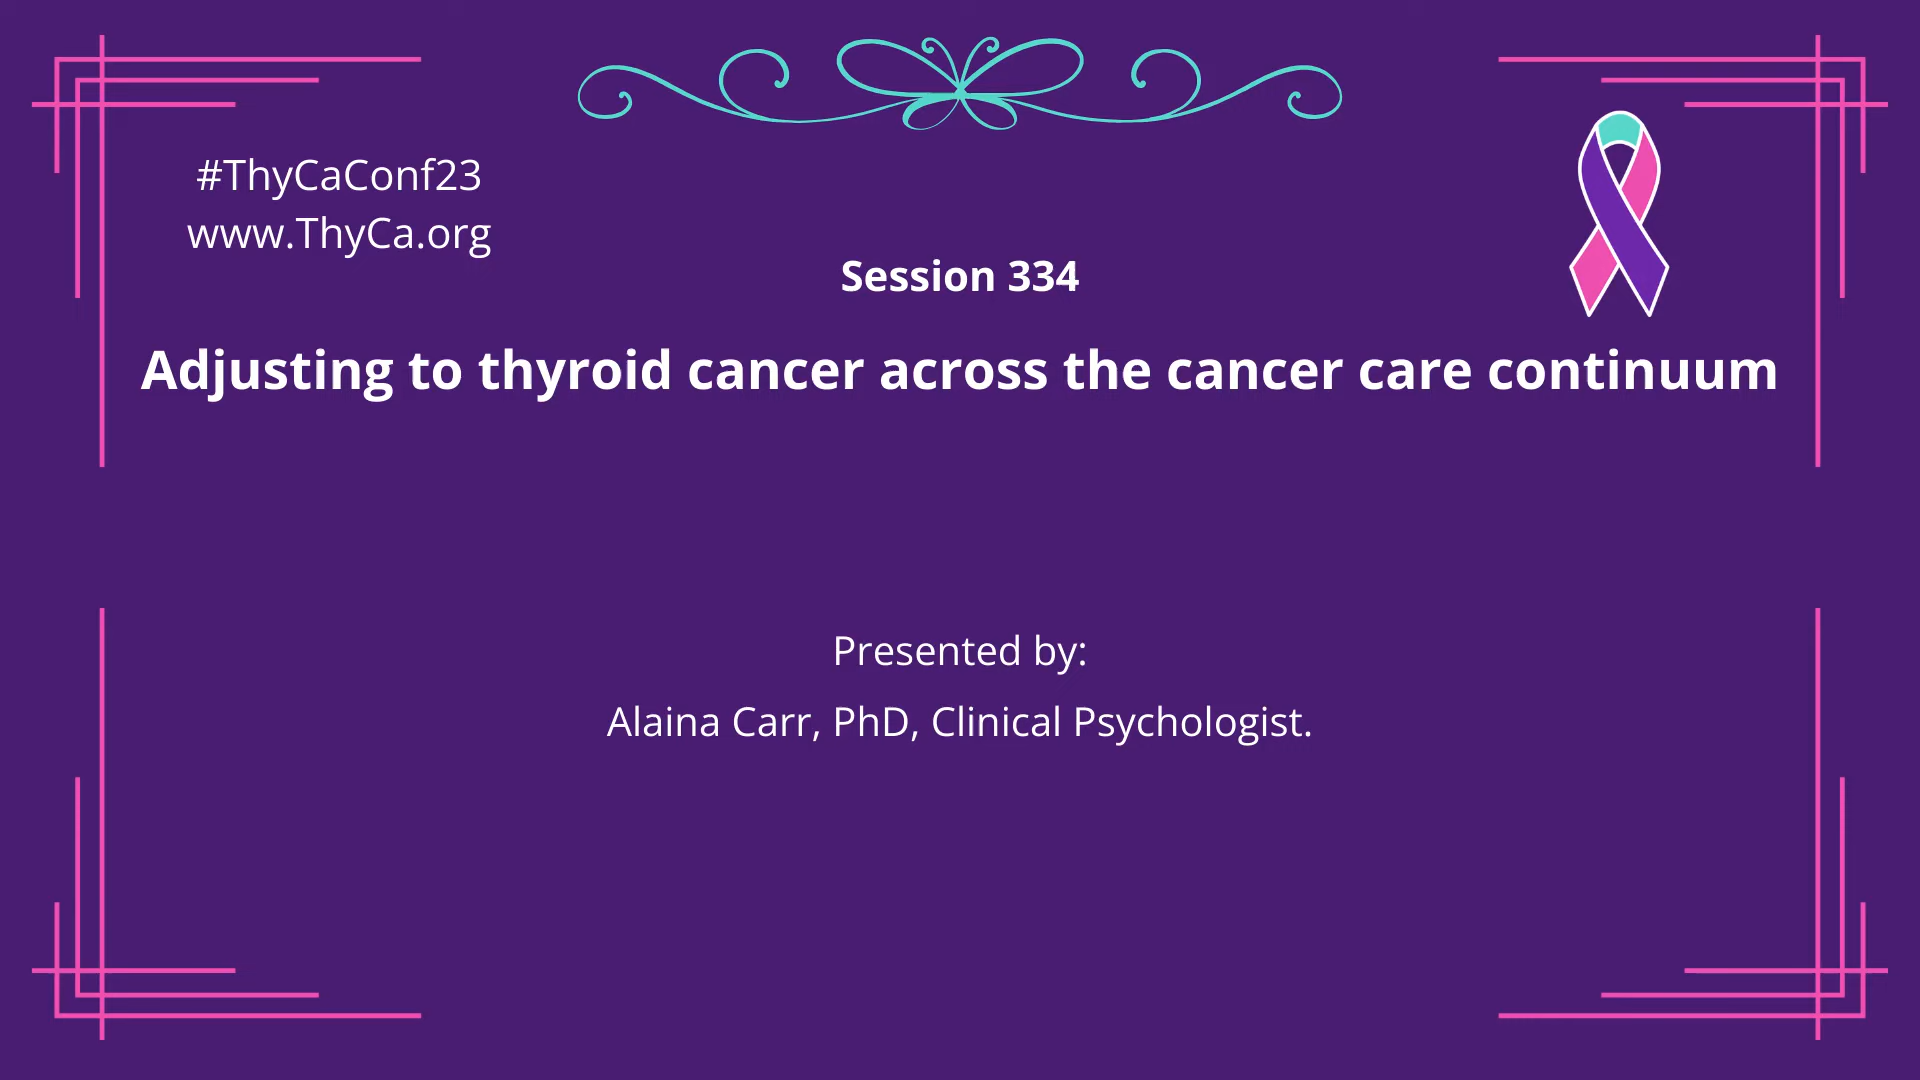 #ThyCaConf23
www.ThyCa.org
Session 334
Adjusting to thyroid cancer across the cancer care continuum
Presented by:
Alaina Carr, PhD, Clinical Psychologist.